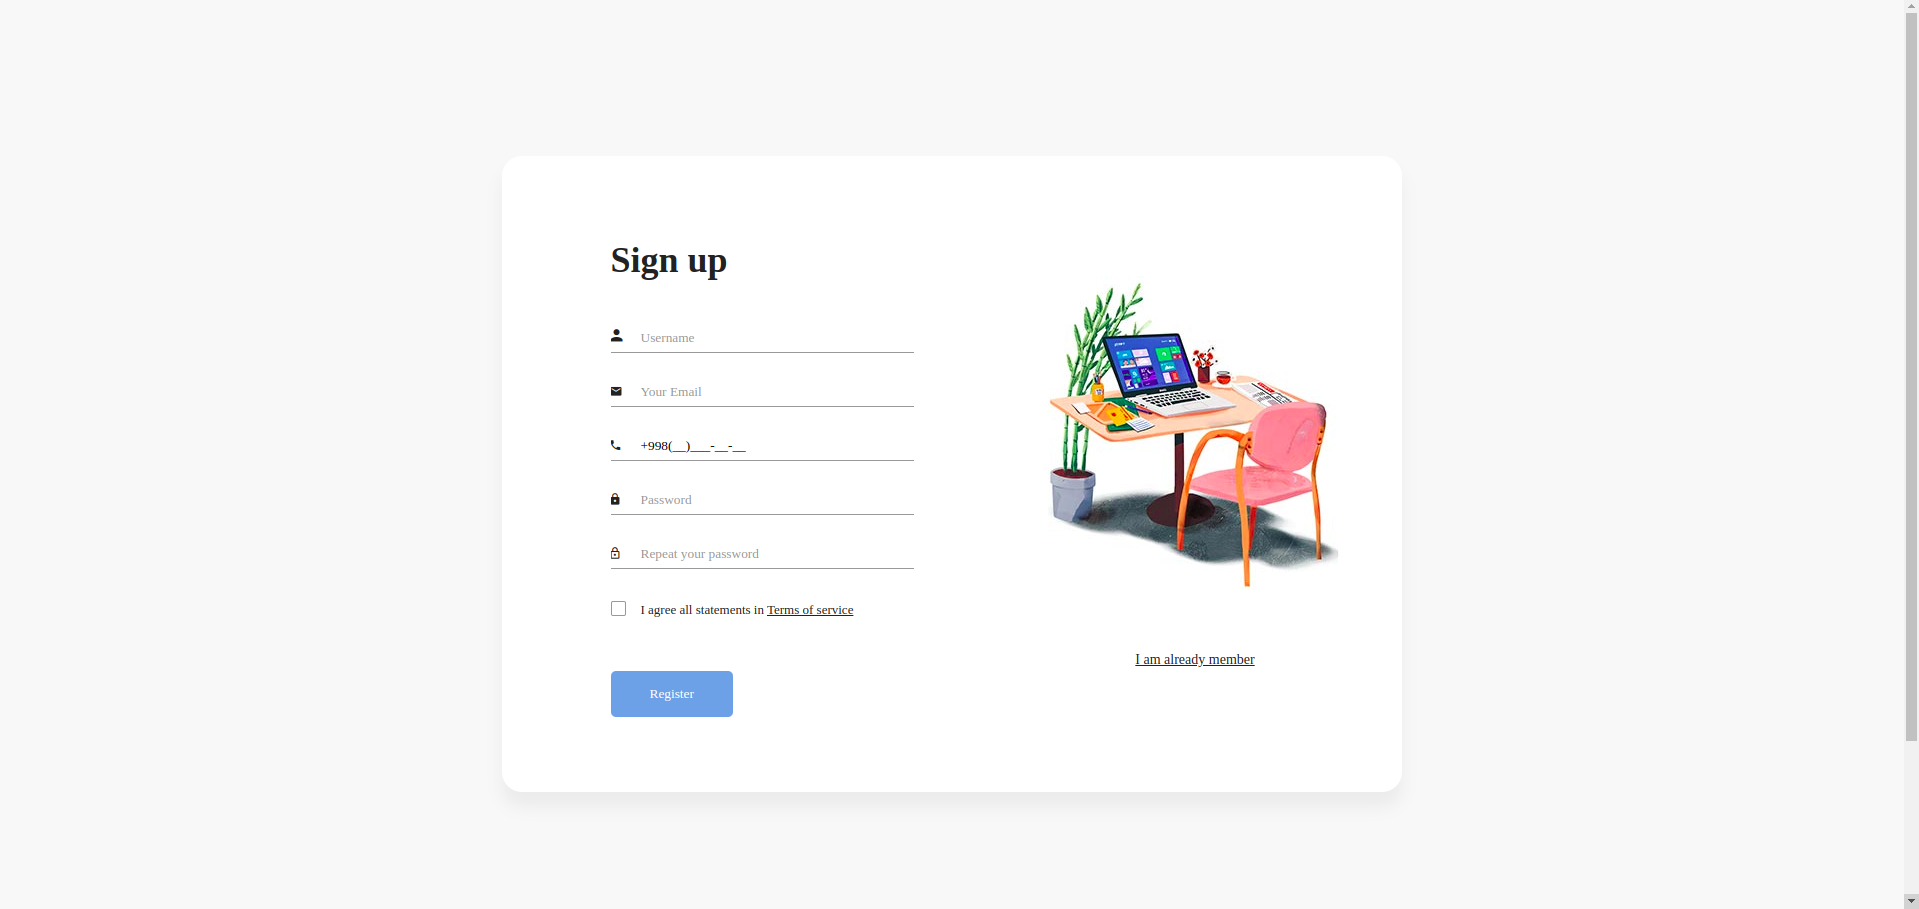 Sign up
Username
Your Email
+998(__)___-__-__
Password
Repeat your password
I agree all statements in Terms of service
Register
I am already member